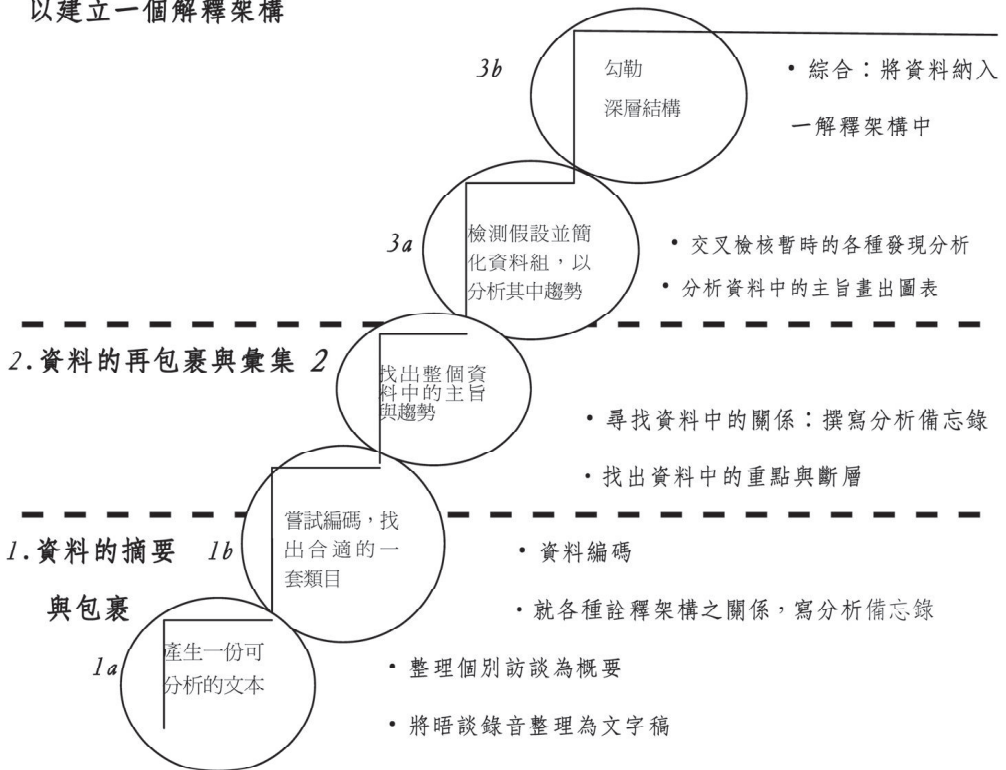 以建立一個解釋架構
3b
勾勒
深層結構
• 綜合：將資料納入
一解釋架構中
3a
檢測假設並簡
化資料組，以
分析其中趨勢
• 交叉檢核暫時的各種發現分析
• 分析資料中的主旨畫出圖表
2.資料的再包裹與彙集 2
找出整個資
料中的主旨
與趨勢
• 尋找資料中的關係：撰寫分析備忘錄
• 找出資料中的重點與斷層
1.資料的摘要 1b
與包裹
嘗試編碼，找
出合適的一
套類目
• 資料編碼
• 就各種詮釋架構之關係，寫分析備忘錄
1a
產生一份可
分析的文本
• 整理個別訪談為概要
• 將晤談錄音整理為文字稿